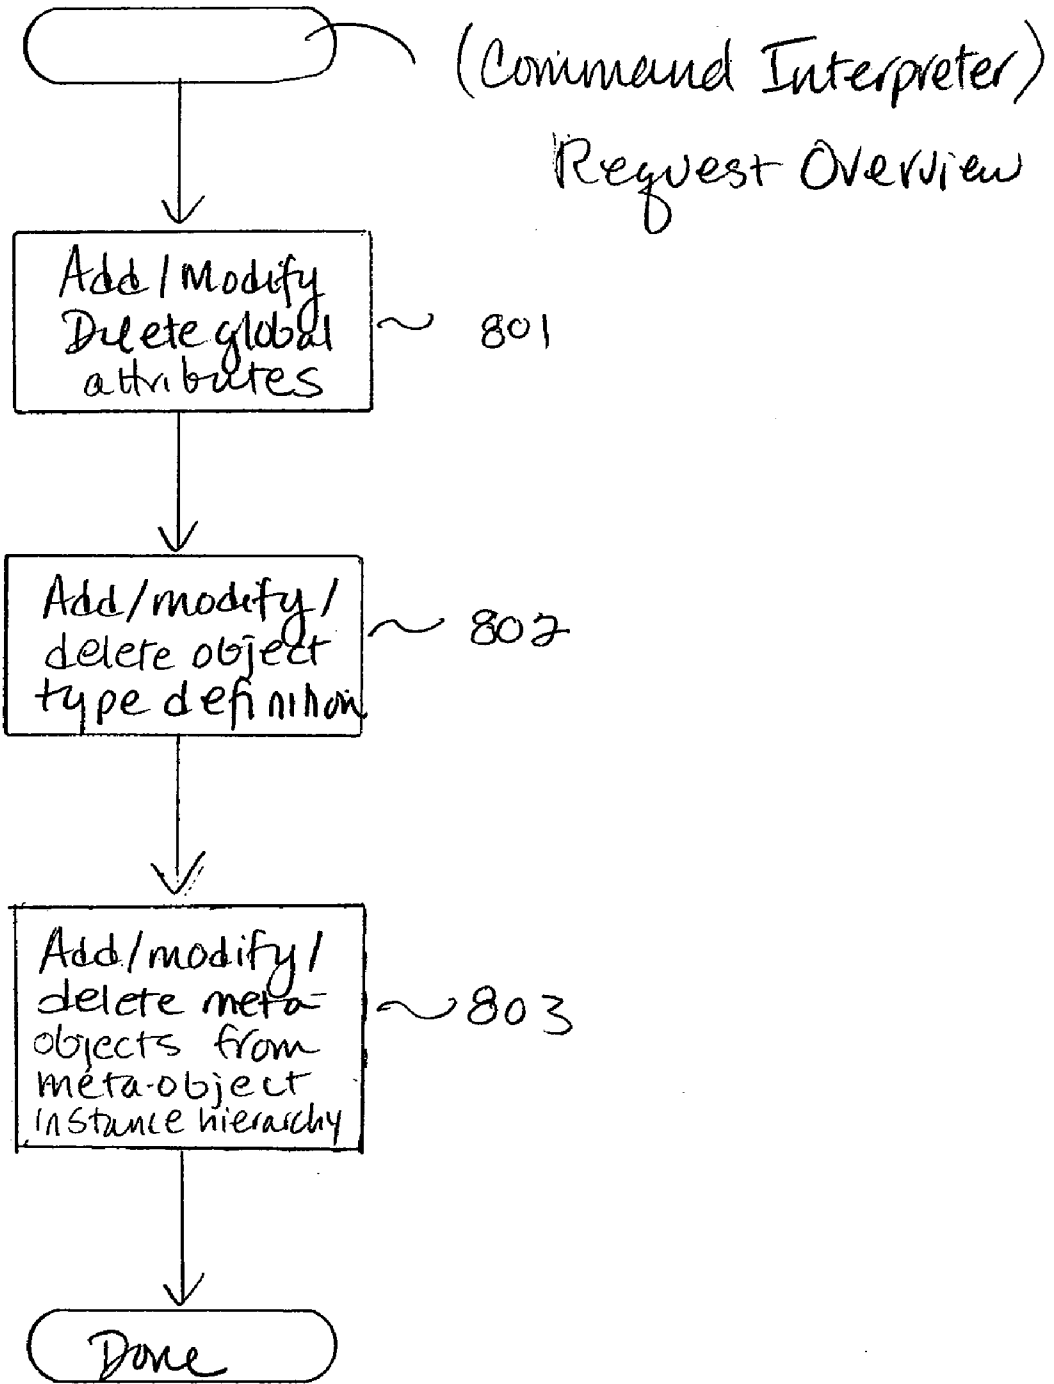 (Command Interpreter)
Request Overview
Add/Modify
Delete global
attributes
801
Add/modify/
delete object
type definition
802
Add/modify/
delete meta-
objects from
meta-object
instance hierarchy
803
Done